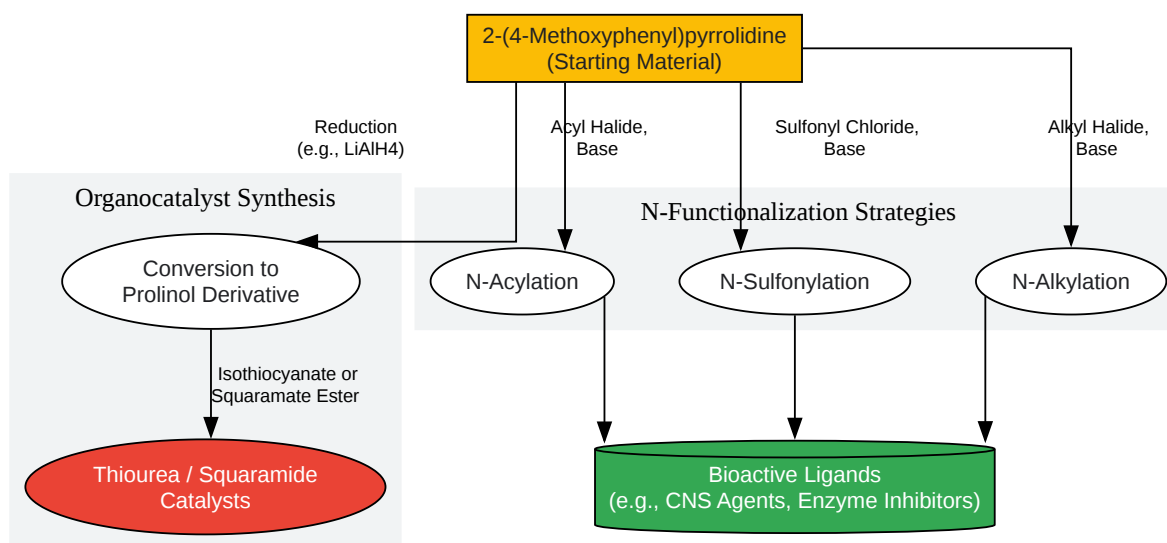 2-(4-Methoxyphenyl)pyrrolidine
(Starting Material)
Reduction
(e.g., LiAlH4)
Acyl Halide,
Base
Sulfonyl Chloride,
Base
Alkyl Halide,
Base
Organocatalyst Synthesis
N-Functionalization Strategies
Conversion to
Prolinol Derivative
N-Acylation
N-Sulfonylation
N-Alkylation
Isothiocyanate or
Squaramate Ester
Thiourea / Squaramide
Catalysts
Bioactive Ligands
(e.g., CNS Agents, Enzyme Inhibitors)